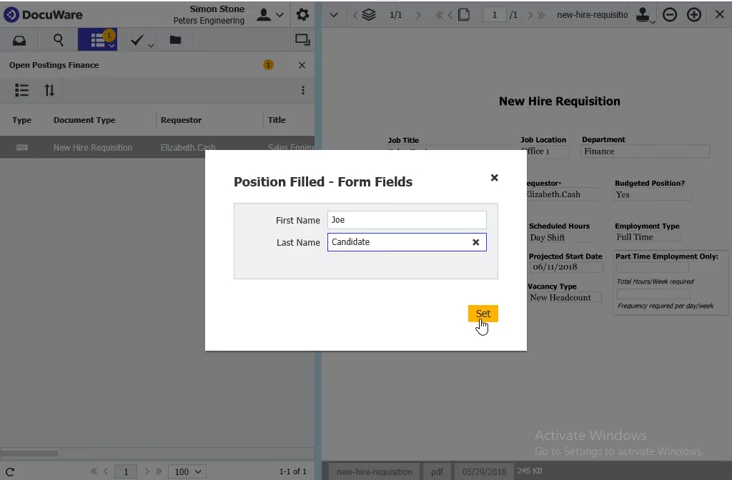 DocuWare
Simon Stone
Peters Engineering
1/1
1
/1
new-hire-requisitio
1
Open Postings Finance
1
Type
Document Type
Requestor
Title
New Hire Requisition
Elizabeth.Cash
Sales Engine
New Hire Requisition
Job Title
Job Location
Department
Office 1
Finance
Requestor
Budgeted Position?
Elizabeth.Cash
Yes
Scheduled Hours
Employment Type
Day Shift
Full Time
Projected Start Date
Part Time Employment Only:
06/11/2018
Total Hours/Week required
Vacancy Type
New Headcount
Frequency required per day/week
Position Filled - Form Fields
First Name
Joe
Last Name
Candidate
Set
Activate Windows
Go to Settings to activate Windows.
1
100
1-1 of 1
new-hire-requisition
pdf
05/29/2018
245 KB